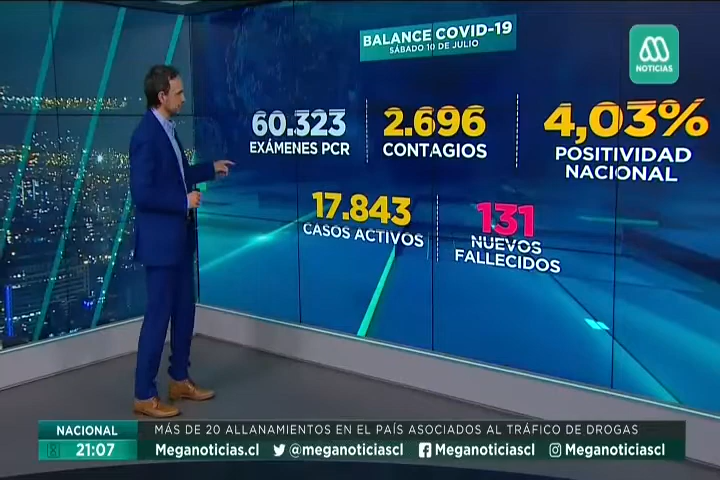 BALANCE COVID-19
SÁBADO 10 DE JULIO
NOTICIAS
60.323
EXÁMENES PCR
2.696
CONTAGIOS
4,03%
POSITIVIDAD
NACIONAL
17.843
CASOS ACTIVOS
131
NUEVOS
FALLECIDOS
NACIONAL
MÁS DE 20 ALLANAMIENTOS EN EL PAÍS ASOCIADOS AL TRÁFICO DE DROGAS
21:07
Meganoticias.cl @meganoticiascl Meganoticiascl Meganoticiascl